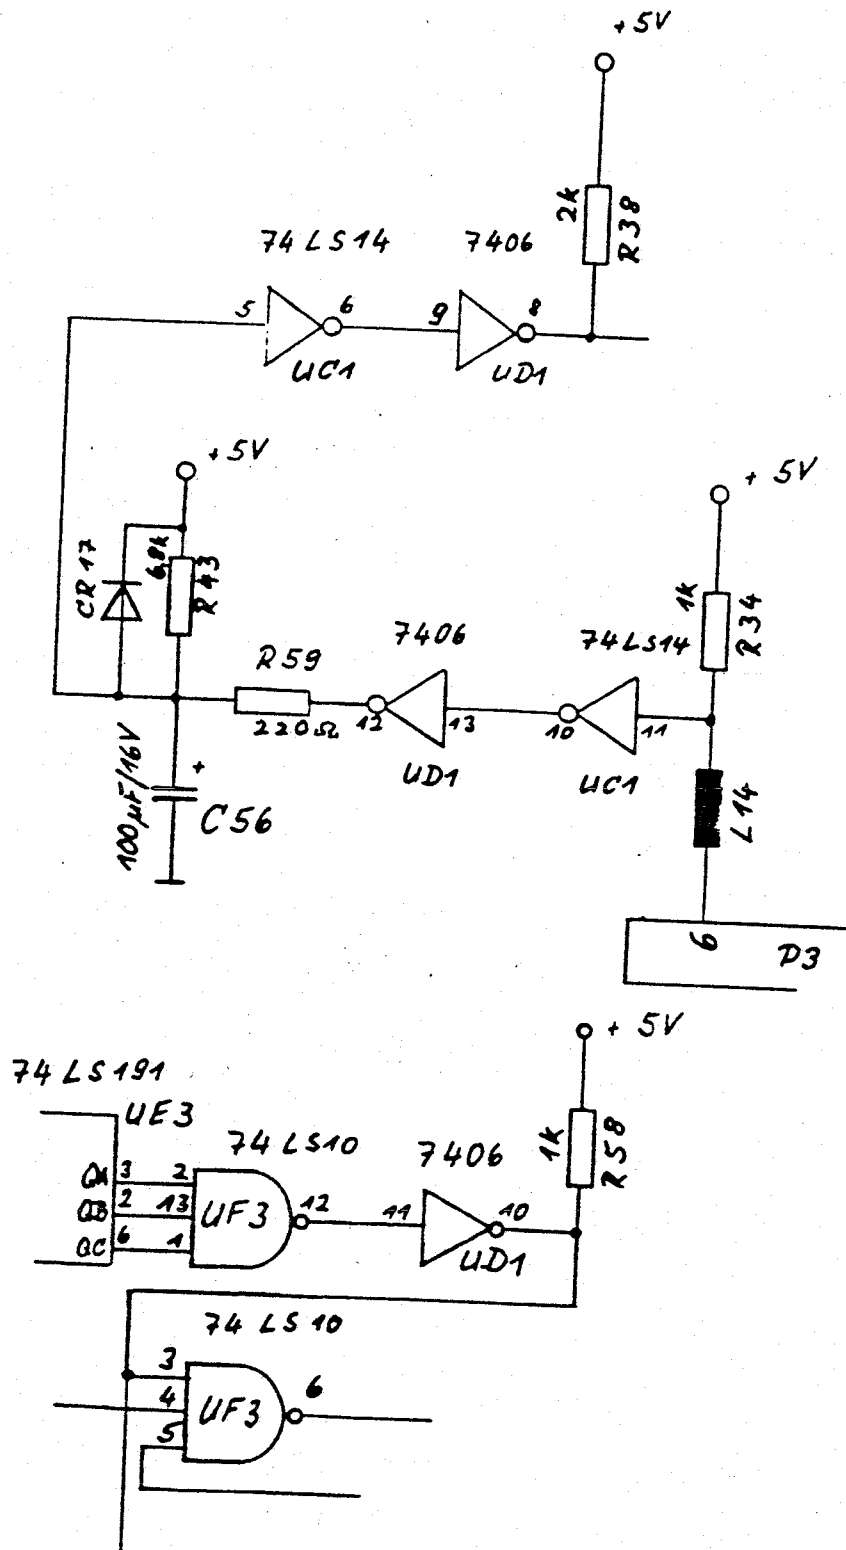 +5V
2k
R38
74LS14 7406
5 6 9 8
UC1 UD1
+5V
+ 5V
CR17
6,8k
R43
1k
R34
R59 7406 74LS14
220Ω 12 13 10 11
UD1 UC1
+
100µF/16V
C56
L14
6
P3
+ 5V
74LS191
UE3
74LS10 7406
1k
R58
QA 3 2
QB 2 13 UF3 12 11 10
QC 6 1
UD1
74LS10
3
4 UF3 6
5